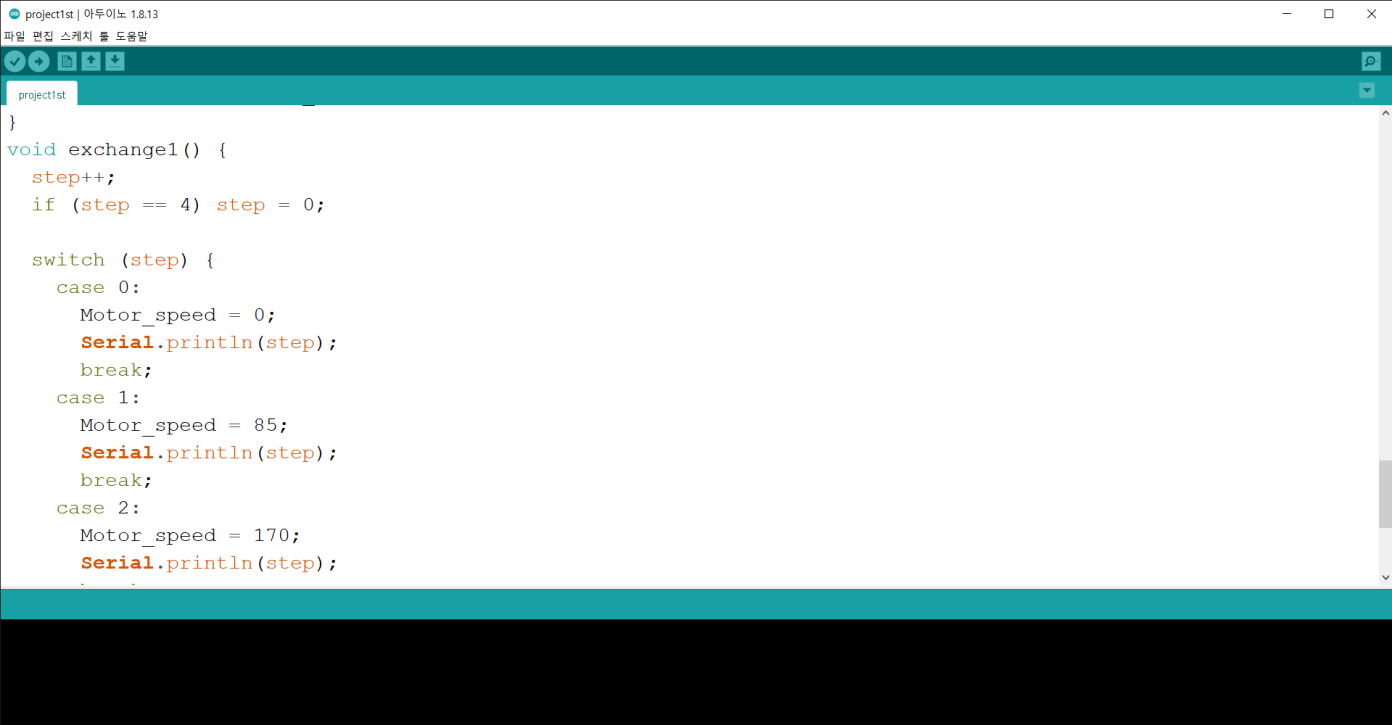 project1st | 아두이노 1.8.13
파일 편집 스케치 툴 도움말
project1st
}
void exchange1() {
  step++;
  if (step == 4) step = 0;
  switch (step) {
    case 0:
      Motor_speed = 0;
      Serial.println(step);
      break;
    case 1:
      Motor_speed = 85;
      Serial.println(step);
      break;
    case 2:
      Motor_speed = 170;
      Serial.println(step);